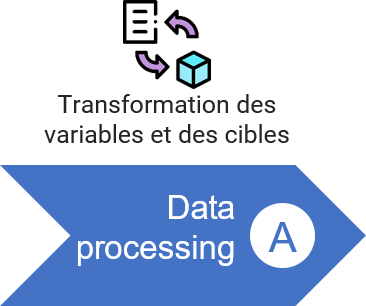 Transformation des
variables et des cibles
Data
processing
A